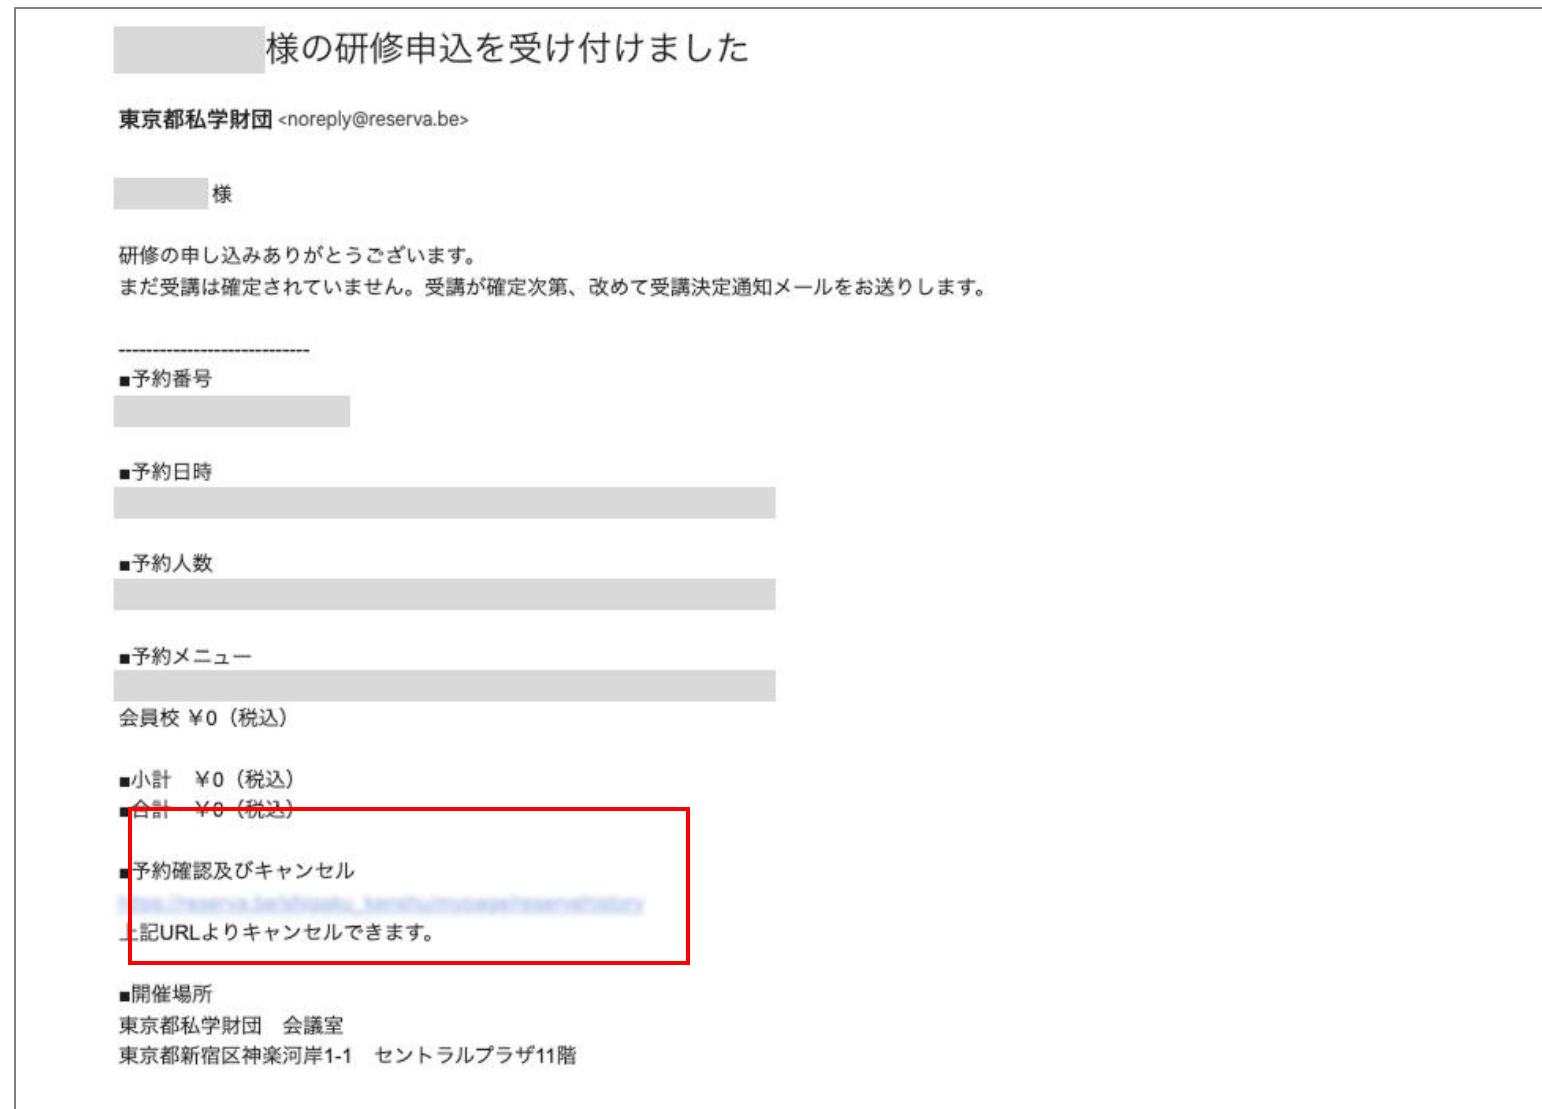 様の研修申込を受け付けました
東京都私学財団 <noreply@reserva.be>
様
研修の申し込みありがとうございます。
まだ受講は確定されていません。受講が確定次第、改めて受講決定通知メールをお送りします。
----------------------------
■予約番号
■予約日時
■予約人数
■予約メニュー
会員校 ¥0（税込）
■小計　¥0（税込）
■合計　¥0（税込）
■予約確認及びキャンセル
上記URLよりキャンセルできます。
■開催場所
東京都私学財団　会議室
東京都新宿区神楽河岸1-1　セントラルプラザ11階